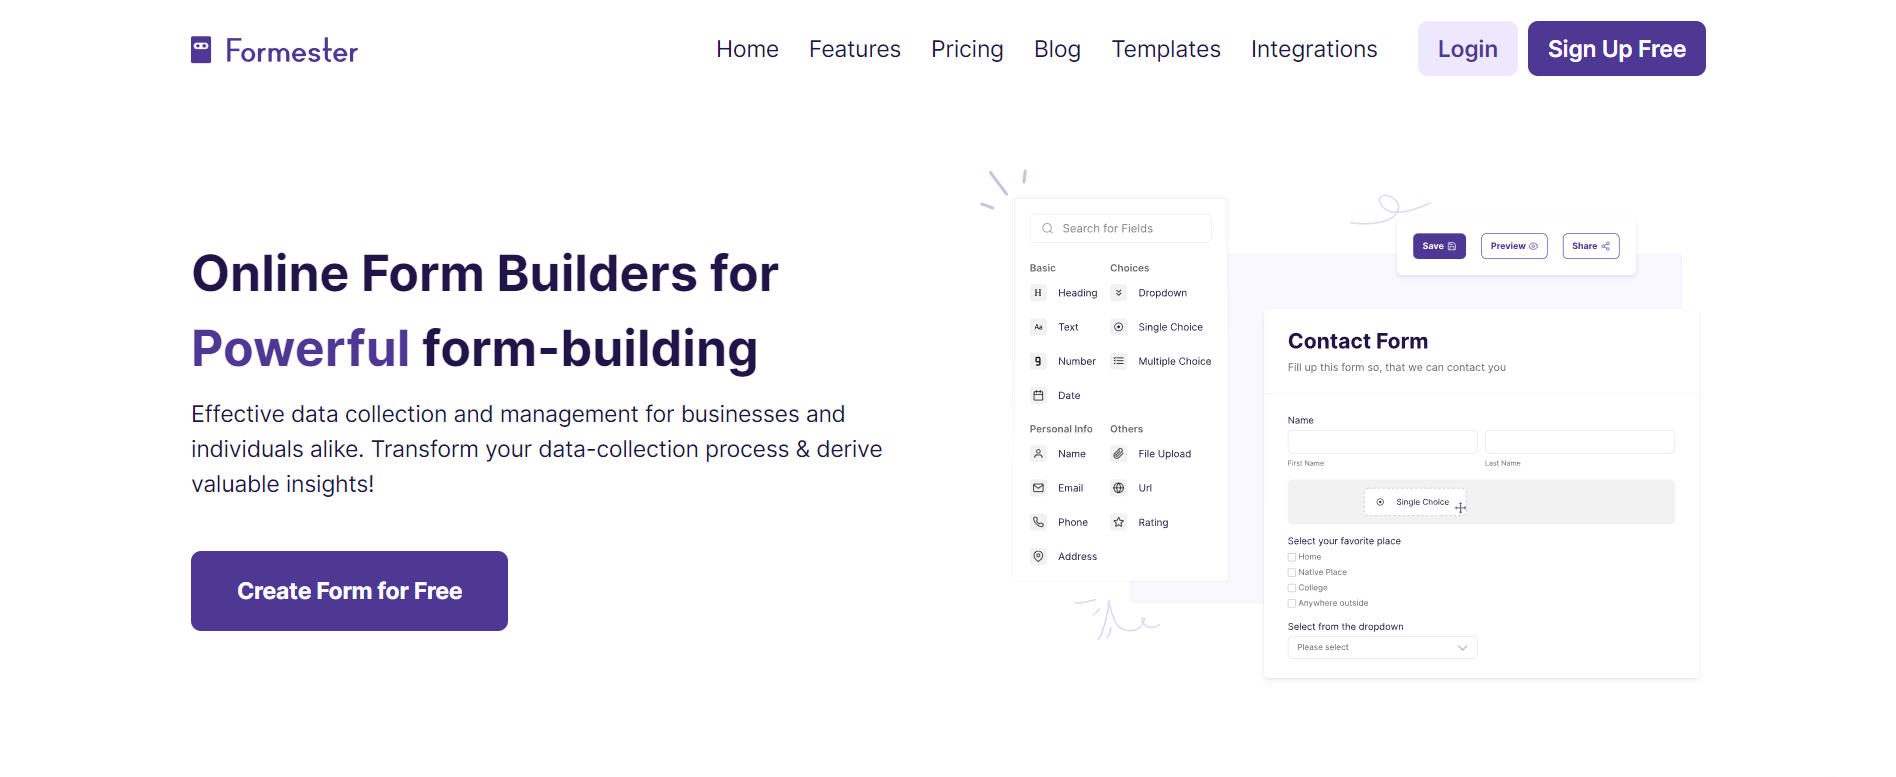 Formester
Home Features Pricing Blog Templates Integrations Login Sign Up Free
Online Form Builders for
Powerful form-building
Effective data collection and management for businesses and
individuals alike. Transform your data-collection process & derive
valuable insights!
Create Form for Free
Search for Fields
Basic Choices
H Heading Dropdown
Aa Text Single Choice
9 Number Multiple Choice
Date
Personal Info Others
Name File Upload
Email Url
Phone Rating
Address
Save Preview Share
Contact Form
Fill up this form so, that we can contact you
Name
First Name Last Name
Single Choice
Select your favorite place
Home
Native Place
College
Anywhere outside
Select from the dropdown
Please select